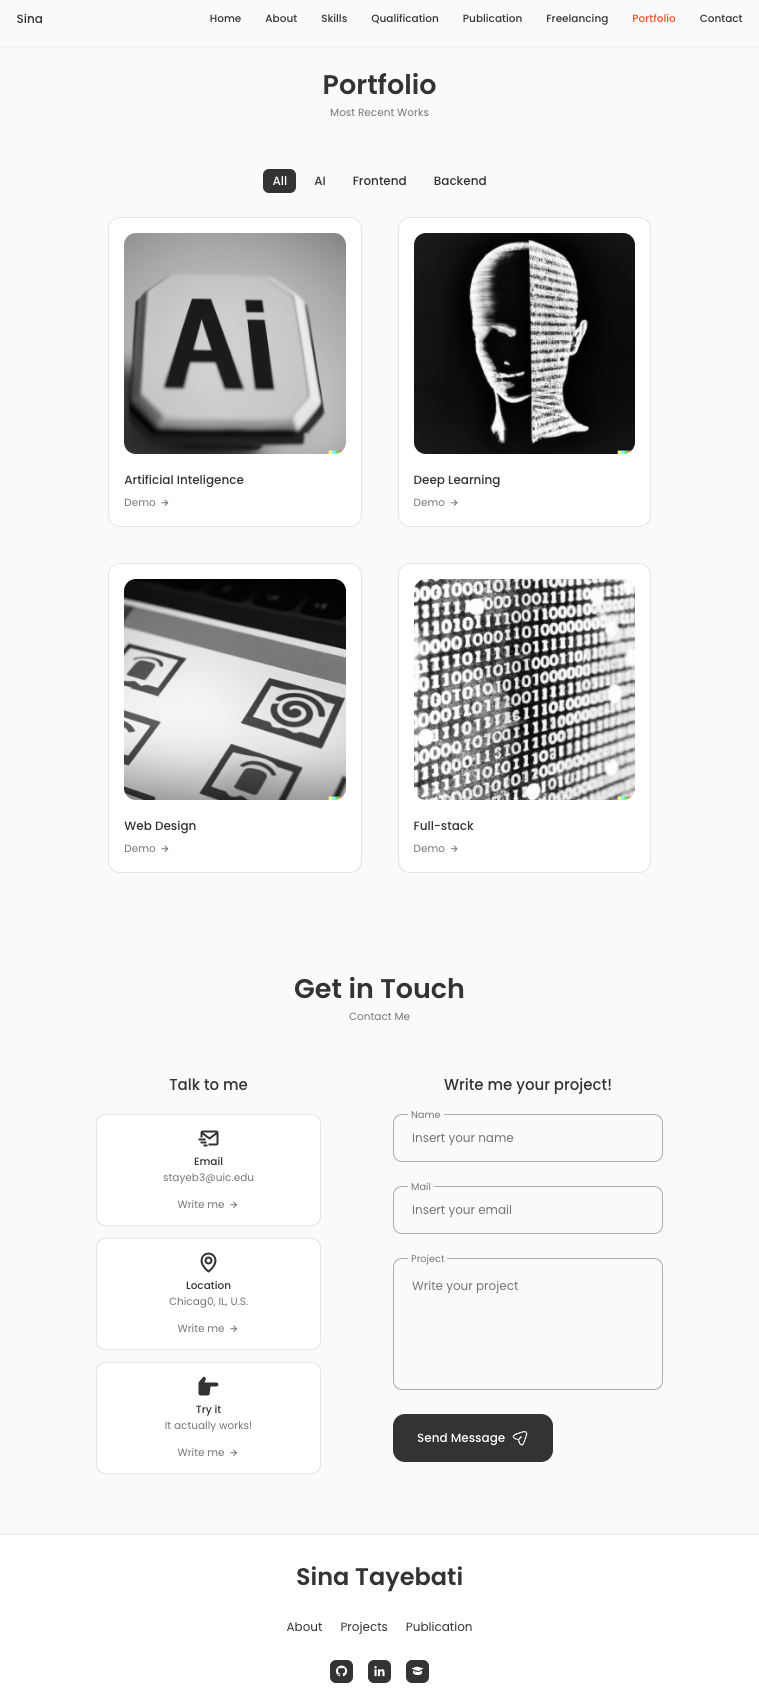 Sina
Home About Skills Qualification Publication Freelancing Portfolio Contact
Portfolio
Most Recent Works
All AI Frontend Backend
Ai
Artificial Inteligence
Demo →
Deep Learning
Demo →
Web Design
Demo →
Full-stack
Demo →
Get in Touch
Contact Me
Talk to me
Email
stayeb3@uic.edu
Write me →
Location
Chicag0, IL, U.S.
Write me →
Try it
It actually works!
Write me →
Write me your project!
Name
Insert your name
Mail
Insert your email
Project
Write your project
Send Message
Sina Tayebati
About Projects Publication
in